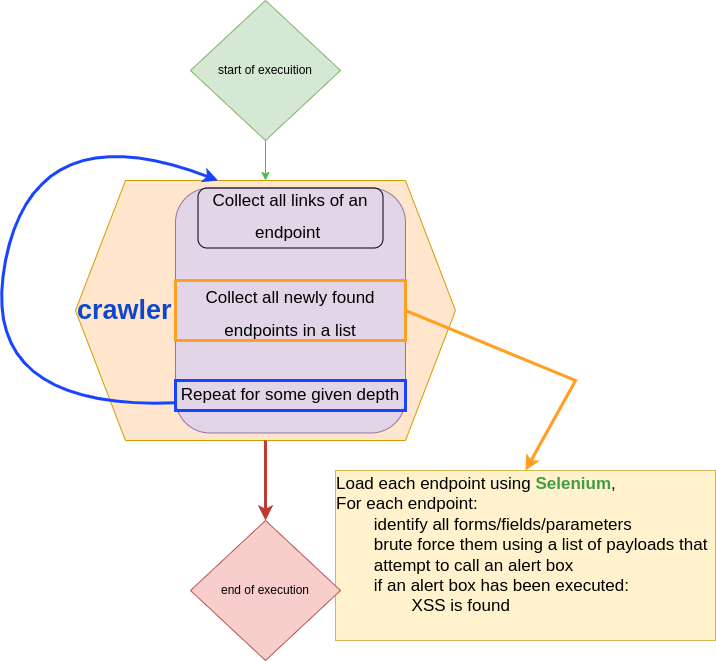 start of execuition
Collect all links of an
endpoint
crawler
Collect all newly found
endpoints in a list
Repeat for some given depth
Load each endpoint using Selenium,
For each endpoint:
identify all forms/fields/parameters
brute force them using a list of payloads that
attempt to call an alert box
if an alert box has been executed:
XSS is found
end of execution